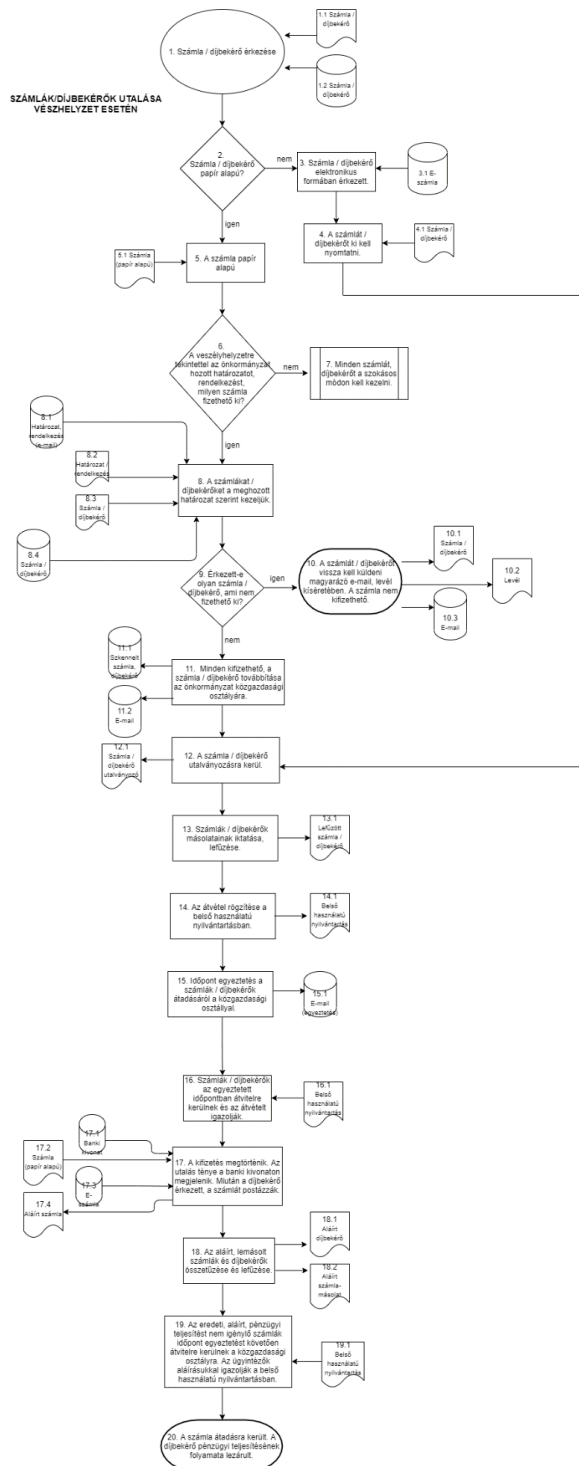 1.1 Számla /
díjbekérő
1. Számla / díjbekérő érkezése
1.2 Számla /
díjbekérő
SZÁMLÁK/DÍJBEKÉRŐK UTALÁSA
VÉSZHELYZET ESETÉN
2.
Számla / díjbekérő
papír alapú?
nem
3. Számla / díjbekérő
elektronikus
formában érkezett.
3.1 E-
számla
igen
4. A számlát /
díjbekérőt ki kell
nyomtatni.
4.1 Számla /
díjbekérő
5.1 Számla
(papír alapú)
5. A számla papír
alapú
6.
A veszélyhelyzetre
tekintettel az önkormányzat
hozott határozatot,
rendelkezést,
milyen számla
fizethető ki?
nem
7. Minden számlát,
díjbekérőt a szokásos
módon kell kezelni.
igen
8.1
Határozat,
rendelkezés
(e-mail)
8.2
Határozat /
rendelkezés
8.3
Számla /
díjbekérő
8. A számlákat /
díjbekérőket a meghozott
határozat szerint kezeljük.
8.4
Számla /
díjbekérő
9. Érkezett-e
olyan számla /
díjbekérő, ami nem
fizethető ki?
igen
10. A számlát / díjbekérőt
vissza kell küldeni
magyarázó e-mail, levél
kíséretében. A számla nem
kifizethető.
10.1
Számla /
díjbekérő
10.2
Levél
10.3
E-mail
nem
11.1
Szkennelt
számla,
díjbekérő
11. Minden kifizethető, a
számla / díjbekérő továbbítása
az önkormányzat közgazdasági
osztályára.
11.2
E-mail
12.1
Számla /
díjbekérő
utalványozó
12. A számla / díjbekérő
utalványozásra kerül.
13. Számlák / díjbekérők
másolatainak iktatása,
lefűzése.
13.1
Lefűzött
számla /
díjbekérő
14. Az átvétel rögzítése a
belső használatú
nyilvántartásban.
14.1
Belső
használatú
nyilvántartás
15. Időpont egyeztetés a
számlák / díjbekérők
átadásáról a közgazdasági
osztállyal.
15.1
E-mail
(egyeztetés)
16. Számlák / díjbekérők
az egyeztetett
időpontban átvitelre
kerülnek és az átvételt
igazolják.
16.1
Belső
használatú
nyilvántartás
17.1
Banki
kivonat
17.2
Számla
(papír alapú)
17.3
E-
számla
17.4
Aláírt számla
17. A kifizetés megtörténik. Az
utalás ténye a banki kivonaton
megjelenik. Miután a díjbekérő
érkezett, a számlát postázzák.
18. Az aláírt, lemásolt
számlák és díjbekérők
összetűzése és lefűzése.
18.1
Aláírt
díjbekérő
18.2
Aláírt
számla-
másolat
19. Az eredeti, aláírt, pénzügyi
teljesítést nem igénylő számlák
időpont egyeztetést követően
átvitelre kerülnek a közgazdasági
osztályra. Az ügyintézők
aláírásukkal igazolják a belső
használatú nyilvántartásban.
19.1
Belső
használatú
nyilvántartás
20. A számla átadásra került. A
díjbekérő pénzügyi teljesítésének
folyamata lezárult.